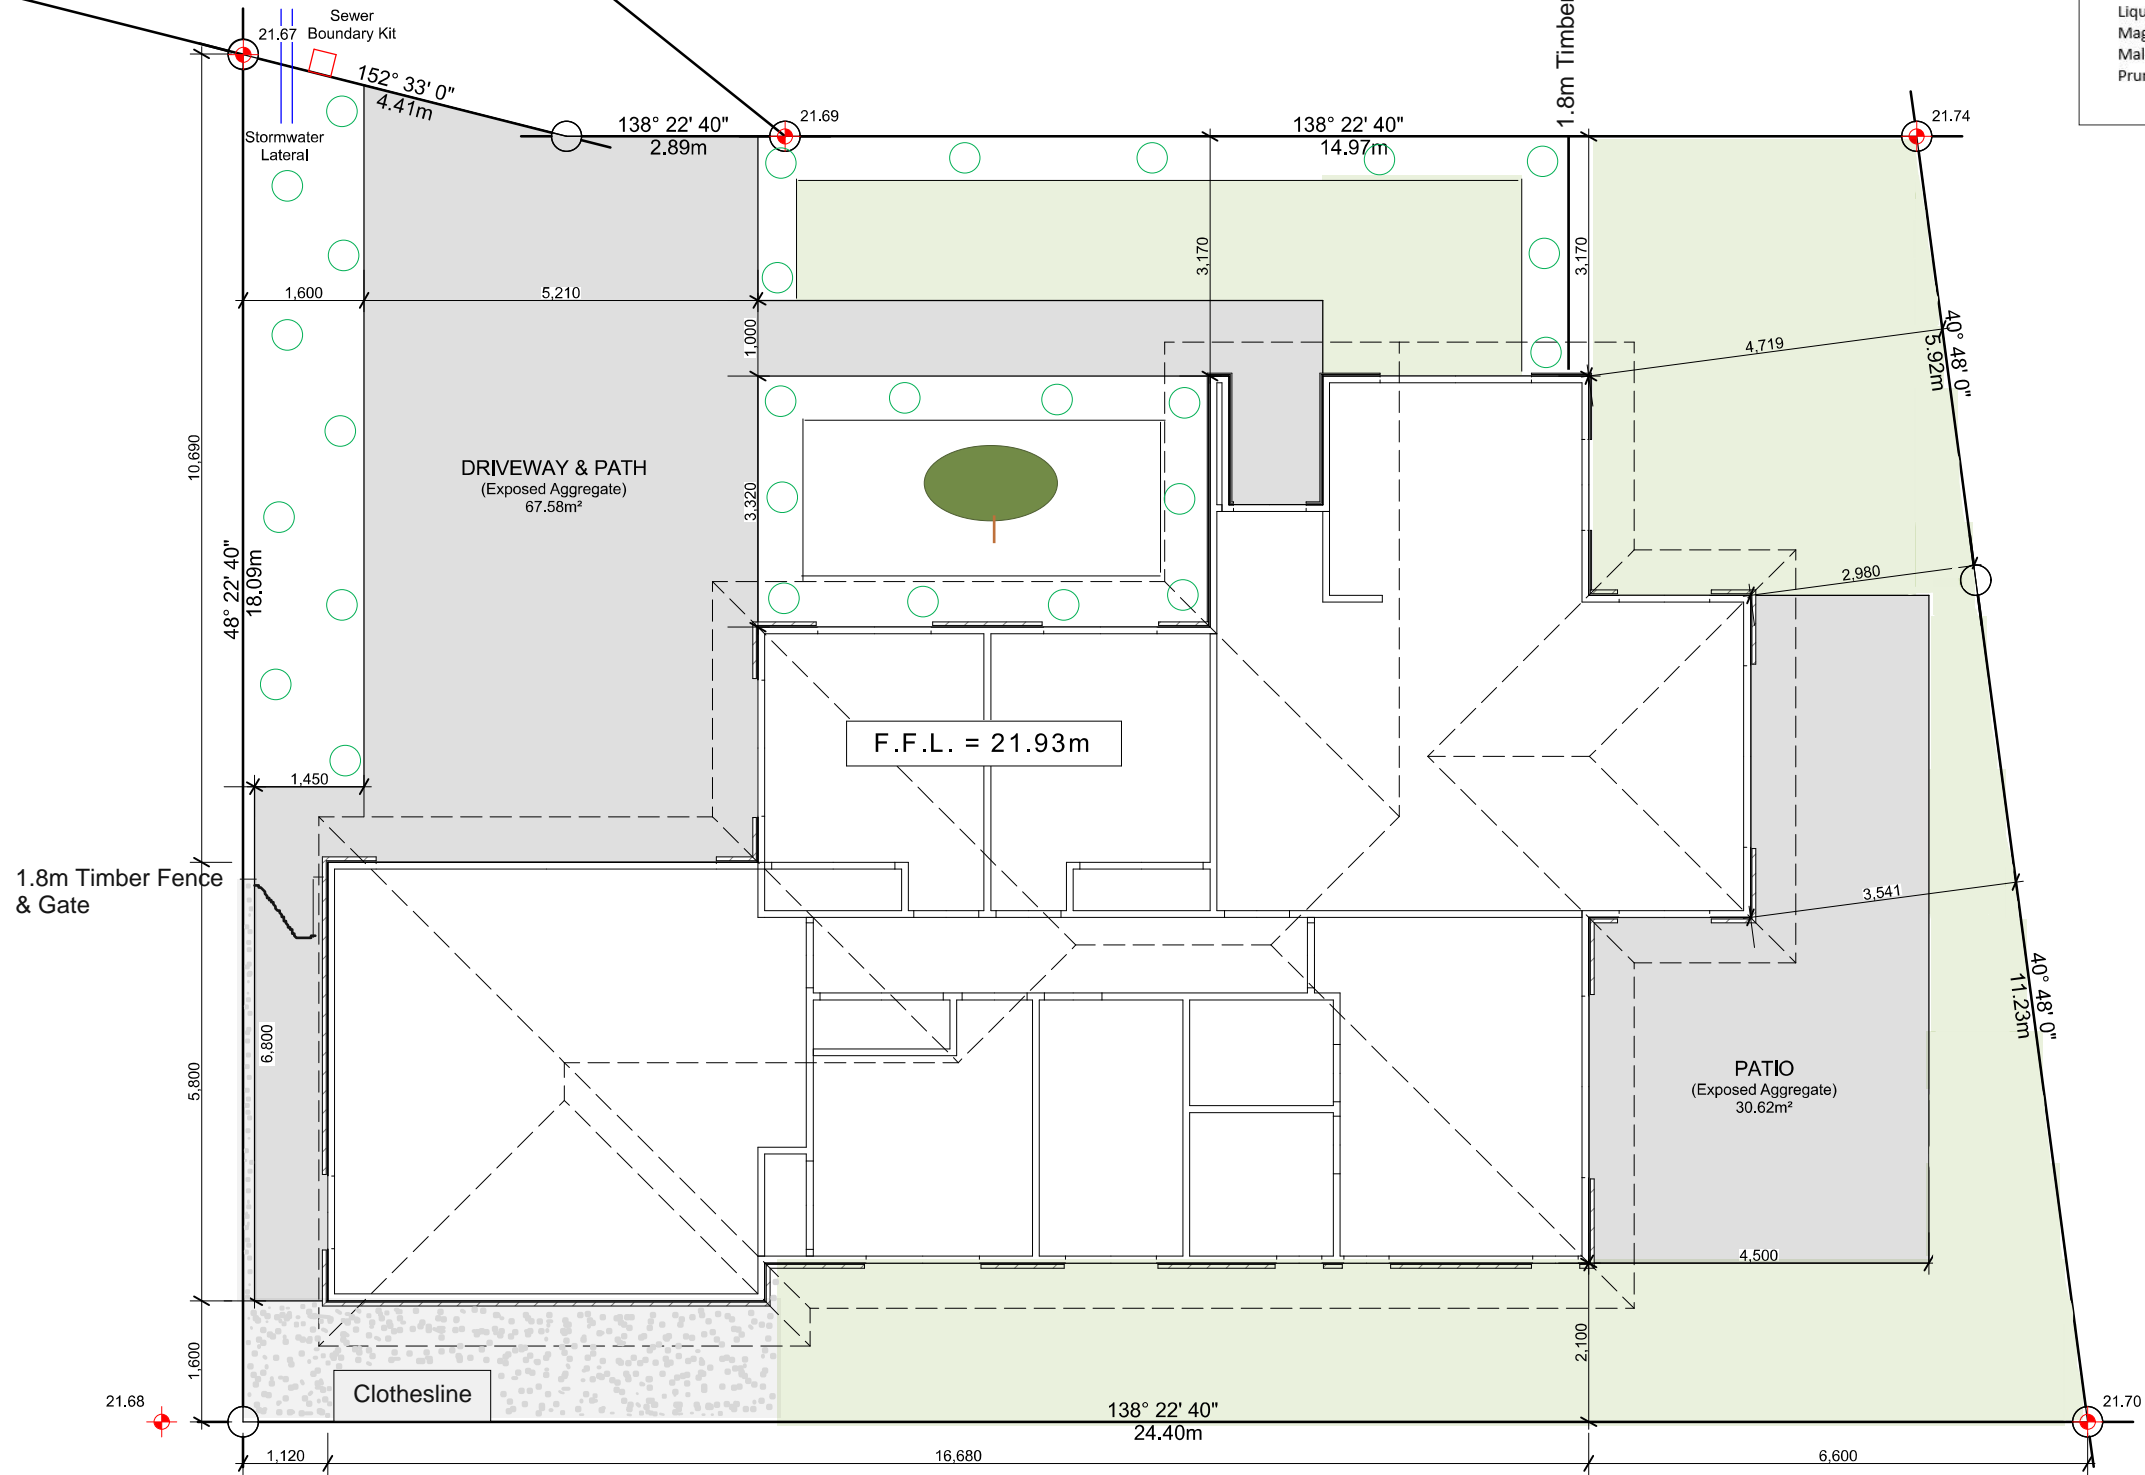 Sewer
Boundary Kit
21.67
152° 33' 0"
4.41m
Stormwater
Lateral
138° 22' 40"
2.89m
21.69
138° 22' 40"
14.97m
1.8m Timber
21.74
1,600
5,210
1,000
3,170
3,170
4,719
40° 48' 0"
5.92m
10,690
DRIVEWAY & PATH
(Exposed Aggregate)
67.58m²
3,320
48° 22' 40"
18.09m
2,980
F.F.L. = 21.93m
1,450
1.8m Timber Fence
& Gate
3,541
40° 48' 0"
11.23m
6,800
5,800
PATIO
(Exposed Aggregate)
30.62m²
4,500
1,600
2,100
Clothesline
21.68
138° 22' 40"
24.40m
21.70
1,120
16,680
6,600